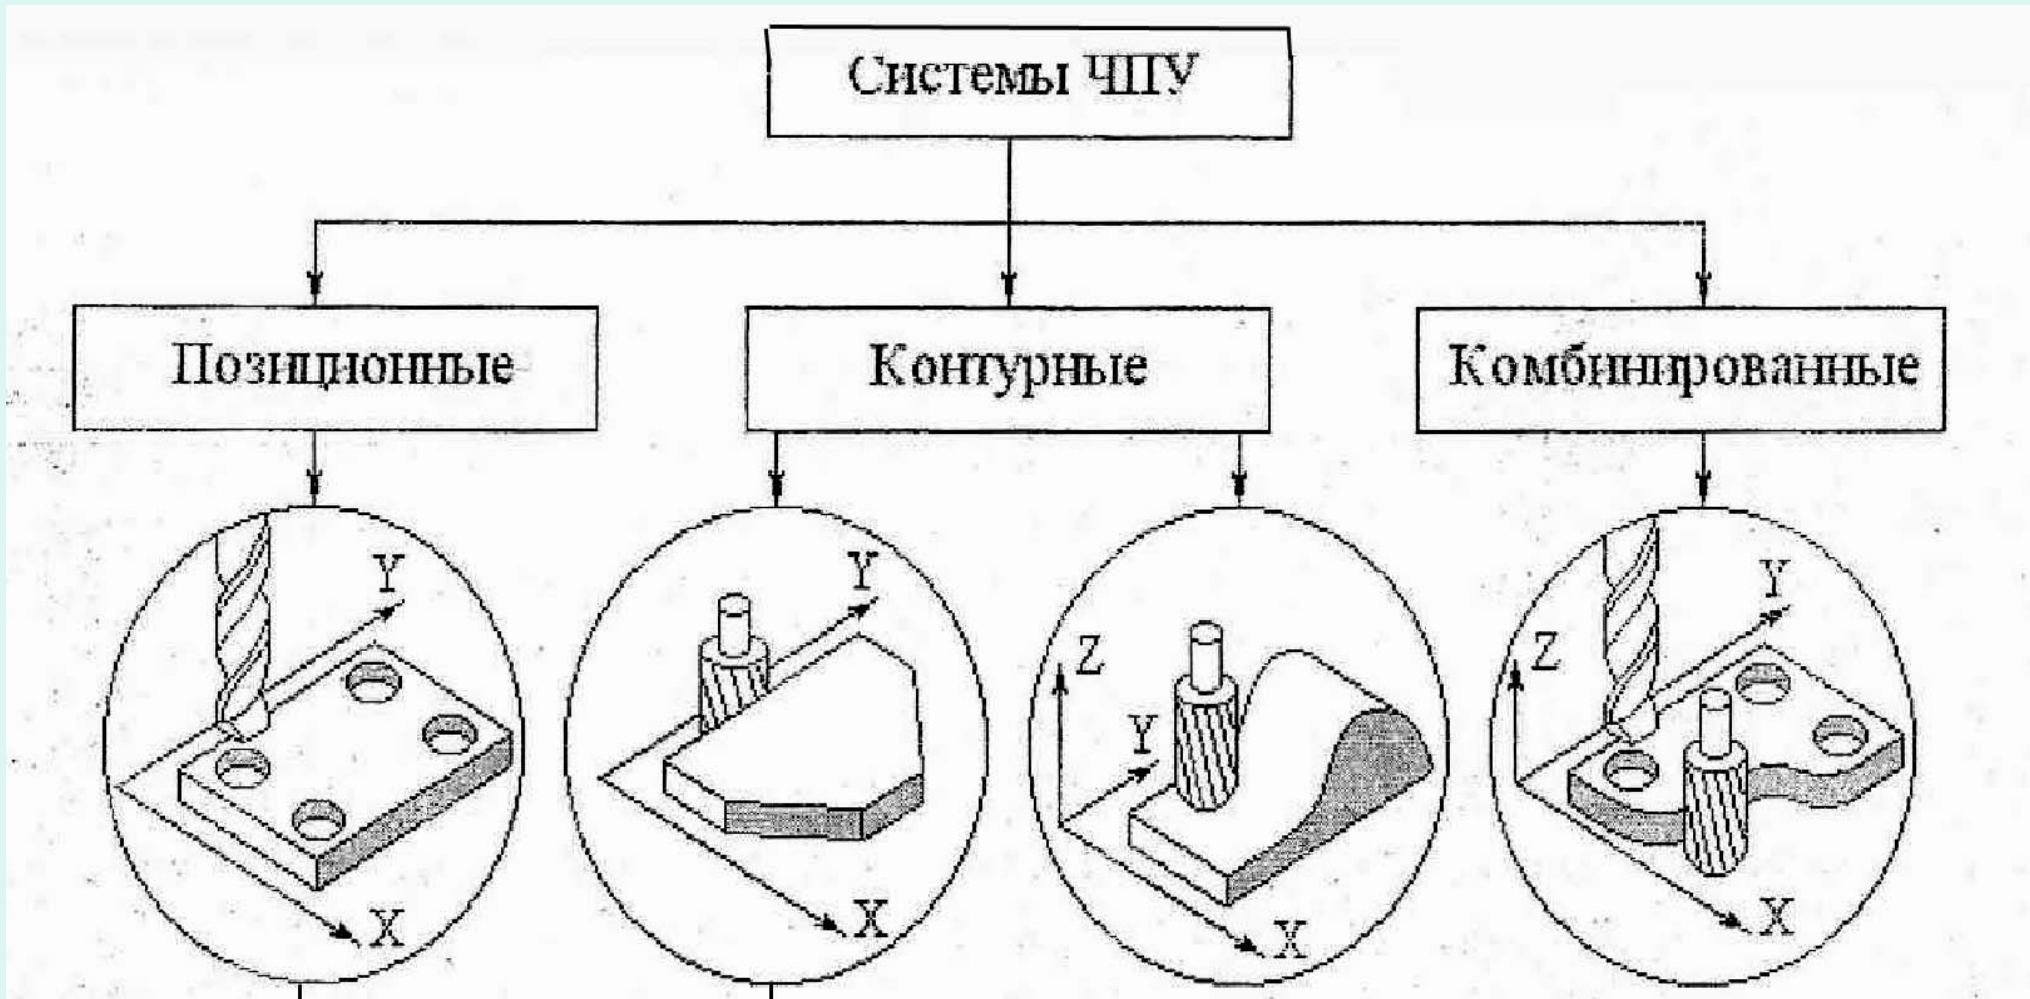 Системы ЧПУ
Позиционные
Контурные
Комбинированные
Y
X
Y
X
Z
Y
X
Z
Y
X